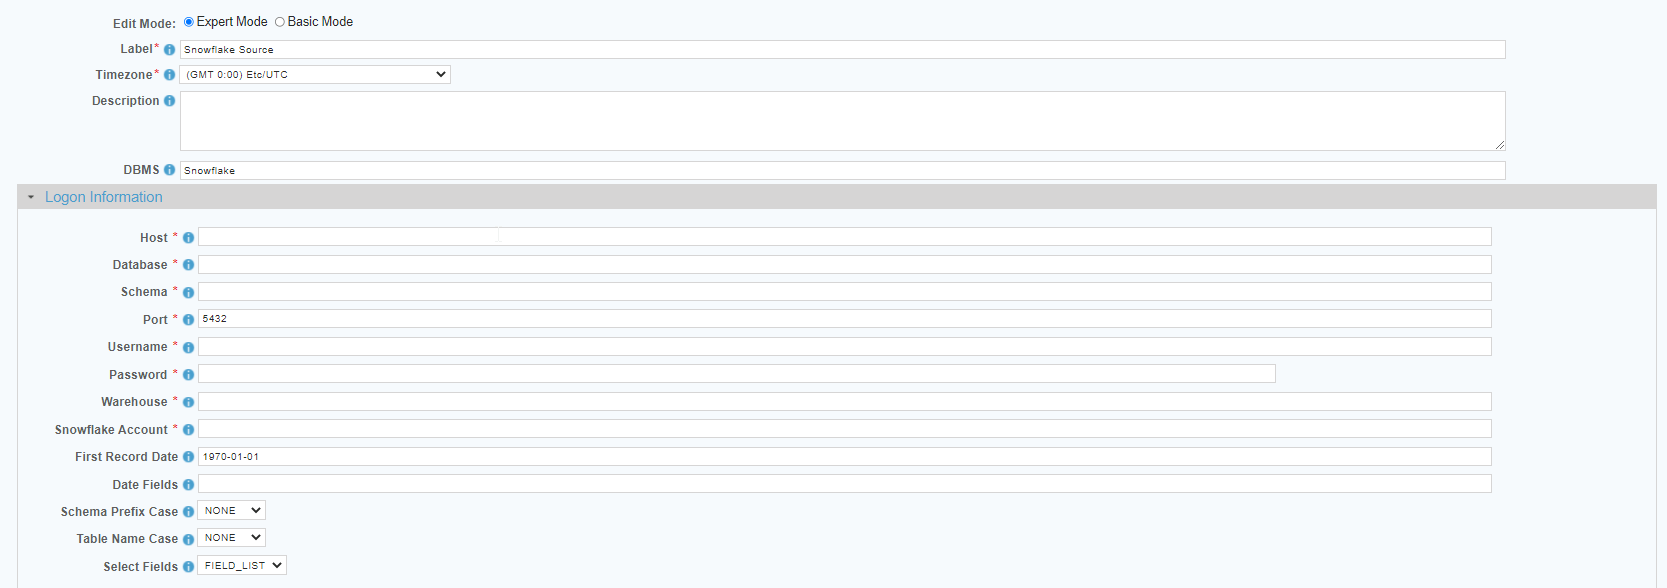 Edit Mode: Expert Mode Basic Mode
Label* Snowflake Source
Timezone* (GMT 0:00) Etc/UTC
Description
DBMS Snowflake
Logon Information
Host *
Database *
Schema *
Port * 5432
Username *
Password *
Warehouse *
Snowflake Account *
First Record Date 1970-01-01
Date Fields
Schema Prefix Case NONE
Table Name Case NONE
Select Fields FIELD_LIST